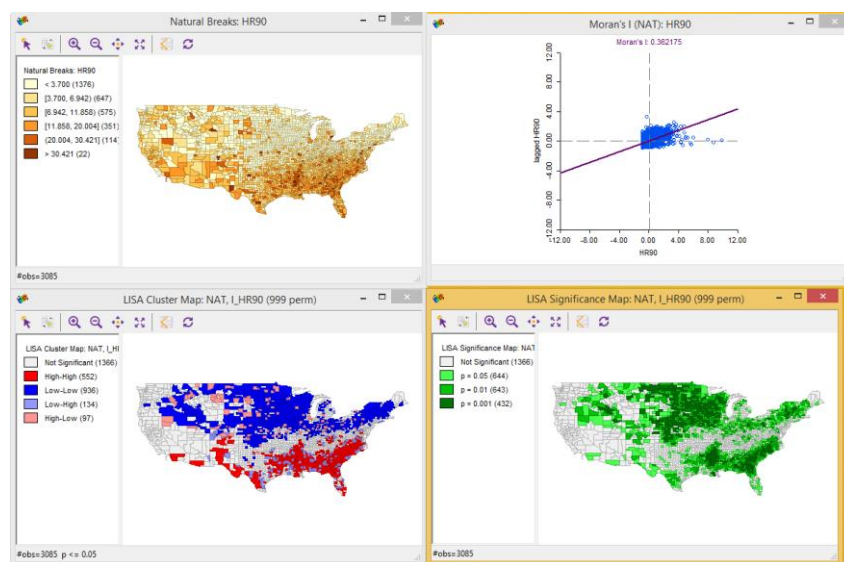 Natural Breaks: HR90
Natural Breaks: HR90
< 3.700 (1376)
[3.700, 6.942) (647)
[6.942, 11.858) (575)
[11.858, 20.004] (351)
(20.004, 30.421] (114)
> 30.421 (22)
#obs=3085
Moran's I (NAT): HR90
Moran's I: 0.362175
12.00
4.00
0.00
-4.00
-12.00
lagged HR90
-12.00 -8.00 -4.00 0.00 4.00 8.00 12.00
HR90
LISA Cluster Map: NAT, I_HR90 (999 perm)
LISA Cluster Map: NAT, I_HF
Not Significant (1366)
High-High (552)
Low-Low (936)
Low-High (134)
High-Low (97)
#obs=3085 p <= 0.05
LISA Significance Map: NAT, I_HR90 (999 perm)
LISA Significance Map: NAT
Not Significant (1366)
p = 0.05 (644)
p = 0.01 (643)
p = 0.001 (432)
#obs=3085